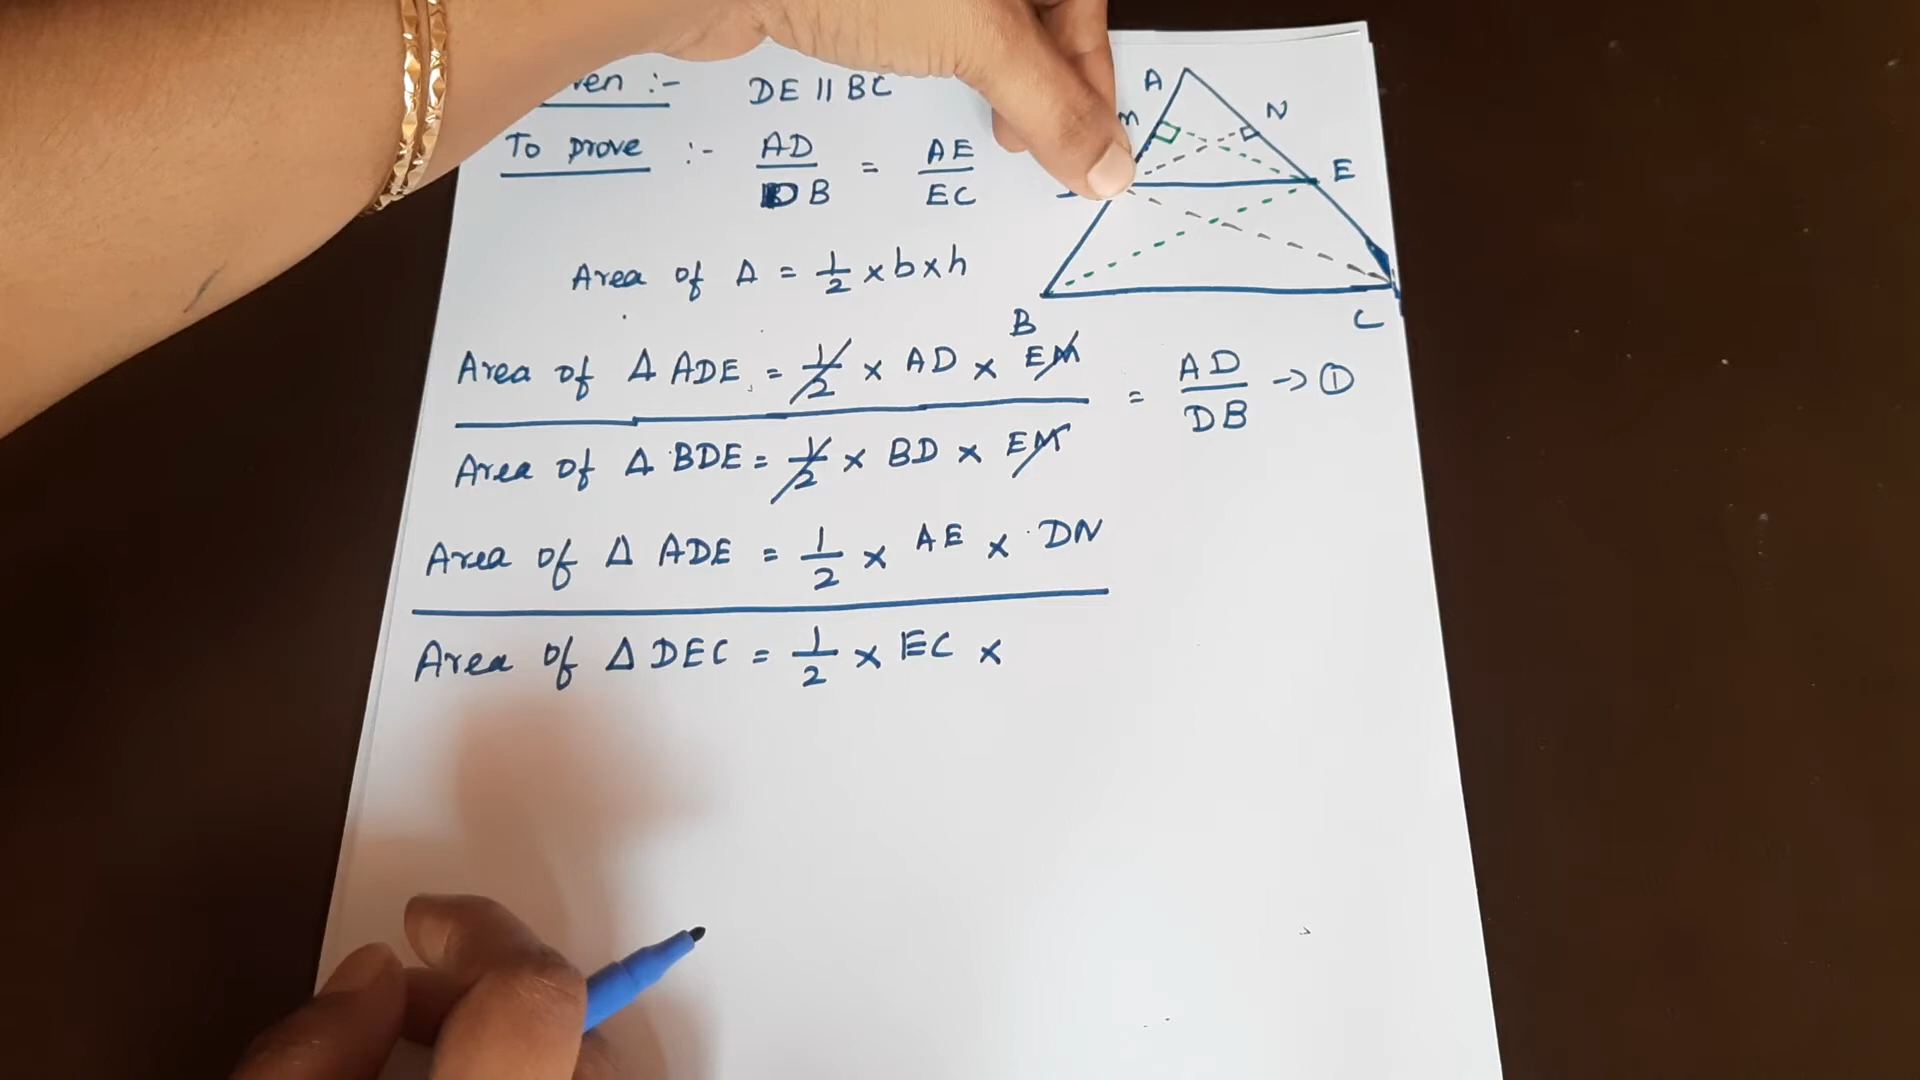 DE || BC
To prove :- AD/DB = AE/EC
Area of Δ = 1/2 × b × h
Area of Δ ADE = 1/2 × AD × EM
Area of Δ BDE = 1/2 × BD × EM
= AD/DB → ①
Area of Δ ADE = 1/2 × AE × DN
Area of Δ DEC = 1/2 × EC ×
A
M
N
E
B
C